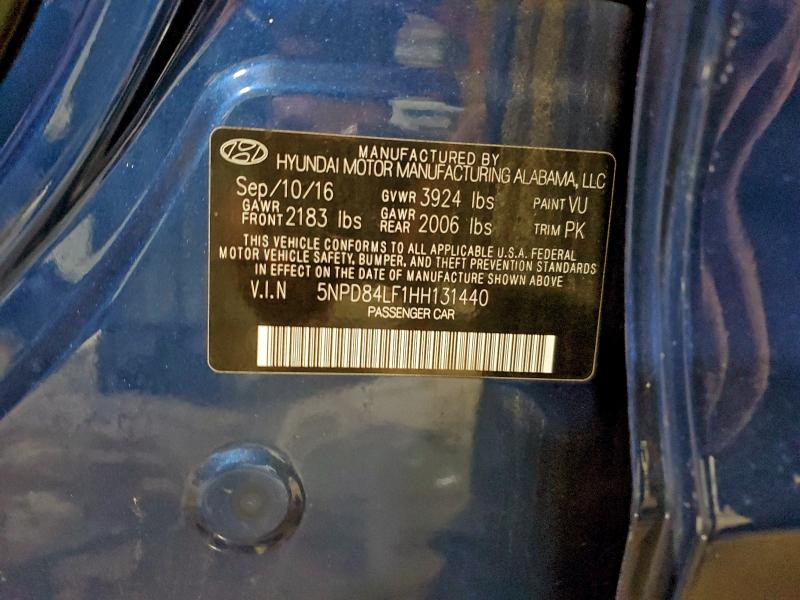 MANUFACTURED BY
HYUNDAI MOTOR MANUFACTURING ALABAMA, LLC
Sep/10/16 GVWR 3924 lbs PAINT VU
GAWR FRONT 2183 lbs GAWR REAR 2006 lbs TRIM PK
THIS VEHICLE CONFORMS TO ALL APPLICABLE U.S.A. FEDERAL
MOTOR VEHICLE SAFETY, BUMPER, AND THEFT PREVENTION STANDARDS
IN EFFECT ON THE DATE OF MANUFACTURE SHOWN ABOVE
V.I.N 5NPD84LF1HH131440
PASSENGER CAR